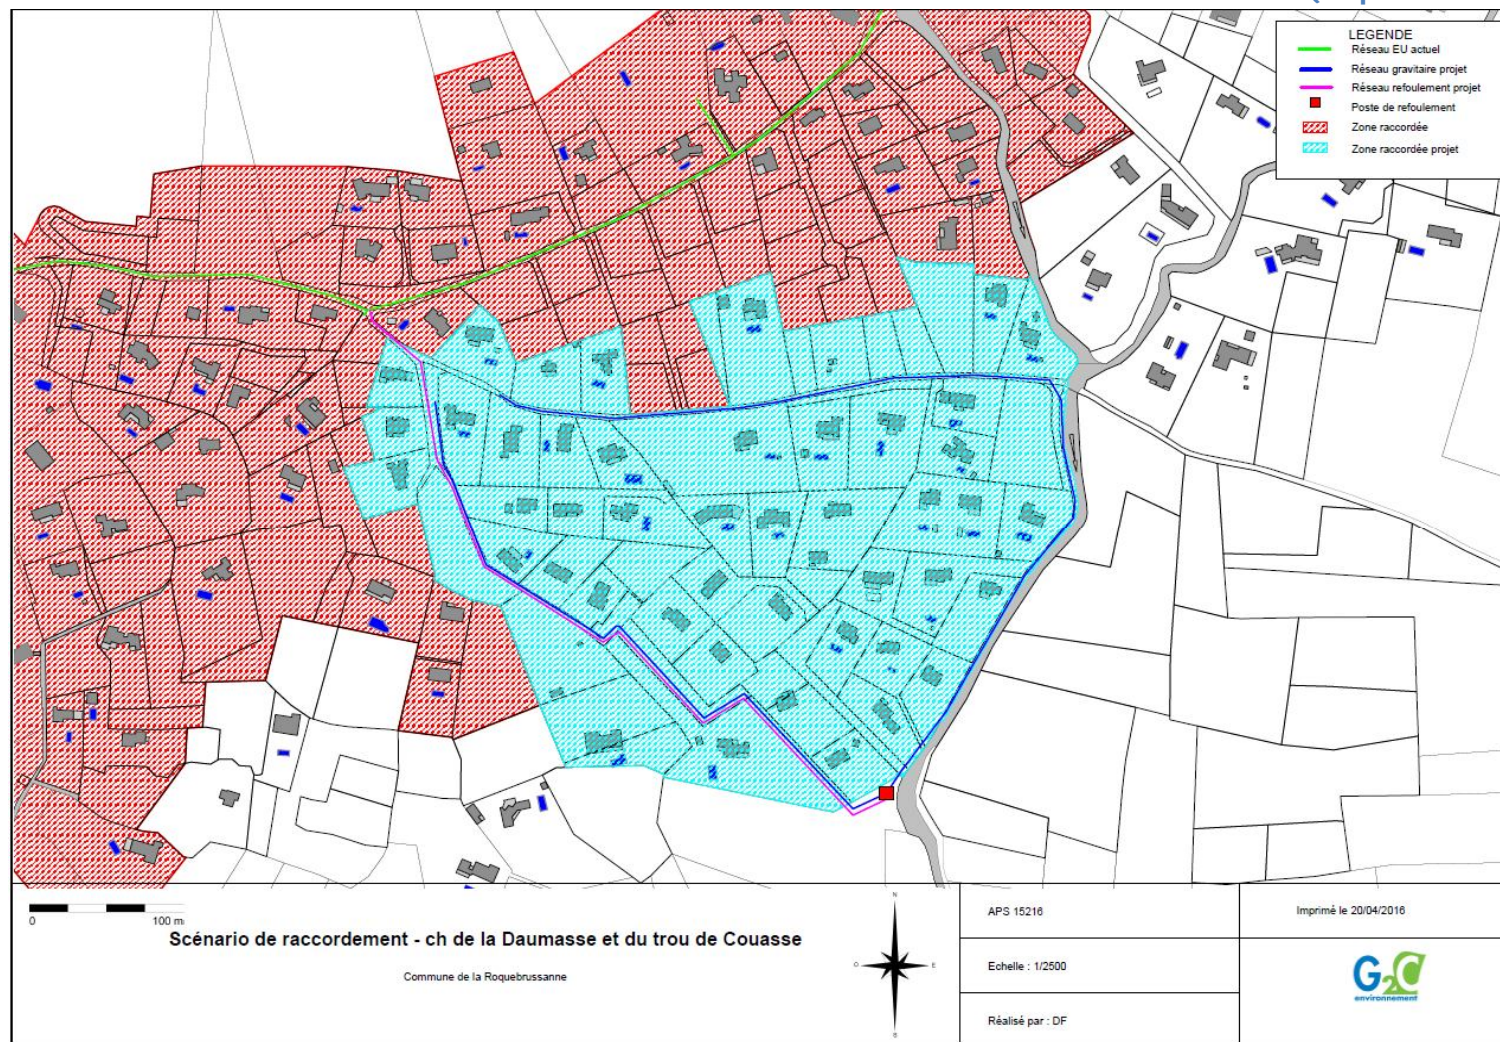 LEGENDE
Réseau EU actuel
Réseau gravitaire projet
Réseau refoulement projet
Poste de refoulement
Zone raccordée
Zone raccordée projet
0 100 m
Scénario de raccordement - ch de la Daumasse et du trou de Couasse
Commune de la Roquebrussanne
N
O E
S
APS 15216
Imprimé le 20/04/2016
Echelle : 1/2500
G2C
environnement
Réalisé par : DF